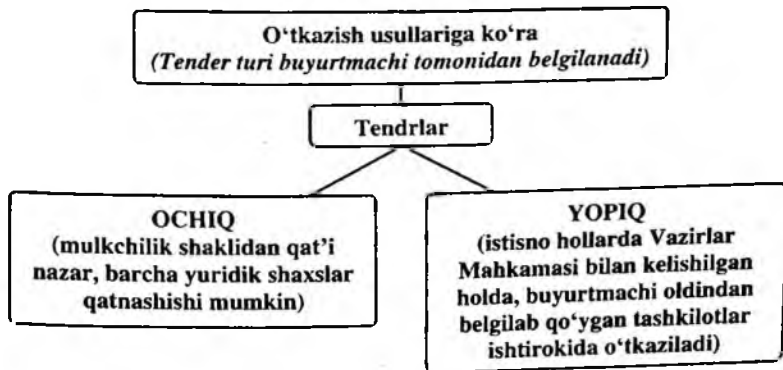 O‘tkazish usullariga ko‘ra
(Tender turi buyurtmachi tomonidan belgilanadi)
Tendrlar
OCHIQ
(mulkchilik shaklidan qat’i
nazar, barcha yuridik shaxslar
qatnashishi mumkin)
YOPIQ
(istisno hollarda Vazirlar
Mahkamasi bilan kelishilgan
holda, buyurtmachi oldindan
belgilab qo‘ygan tashkilotlar
ishtirokida o‘tkaziladi)